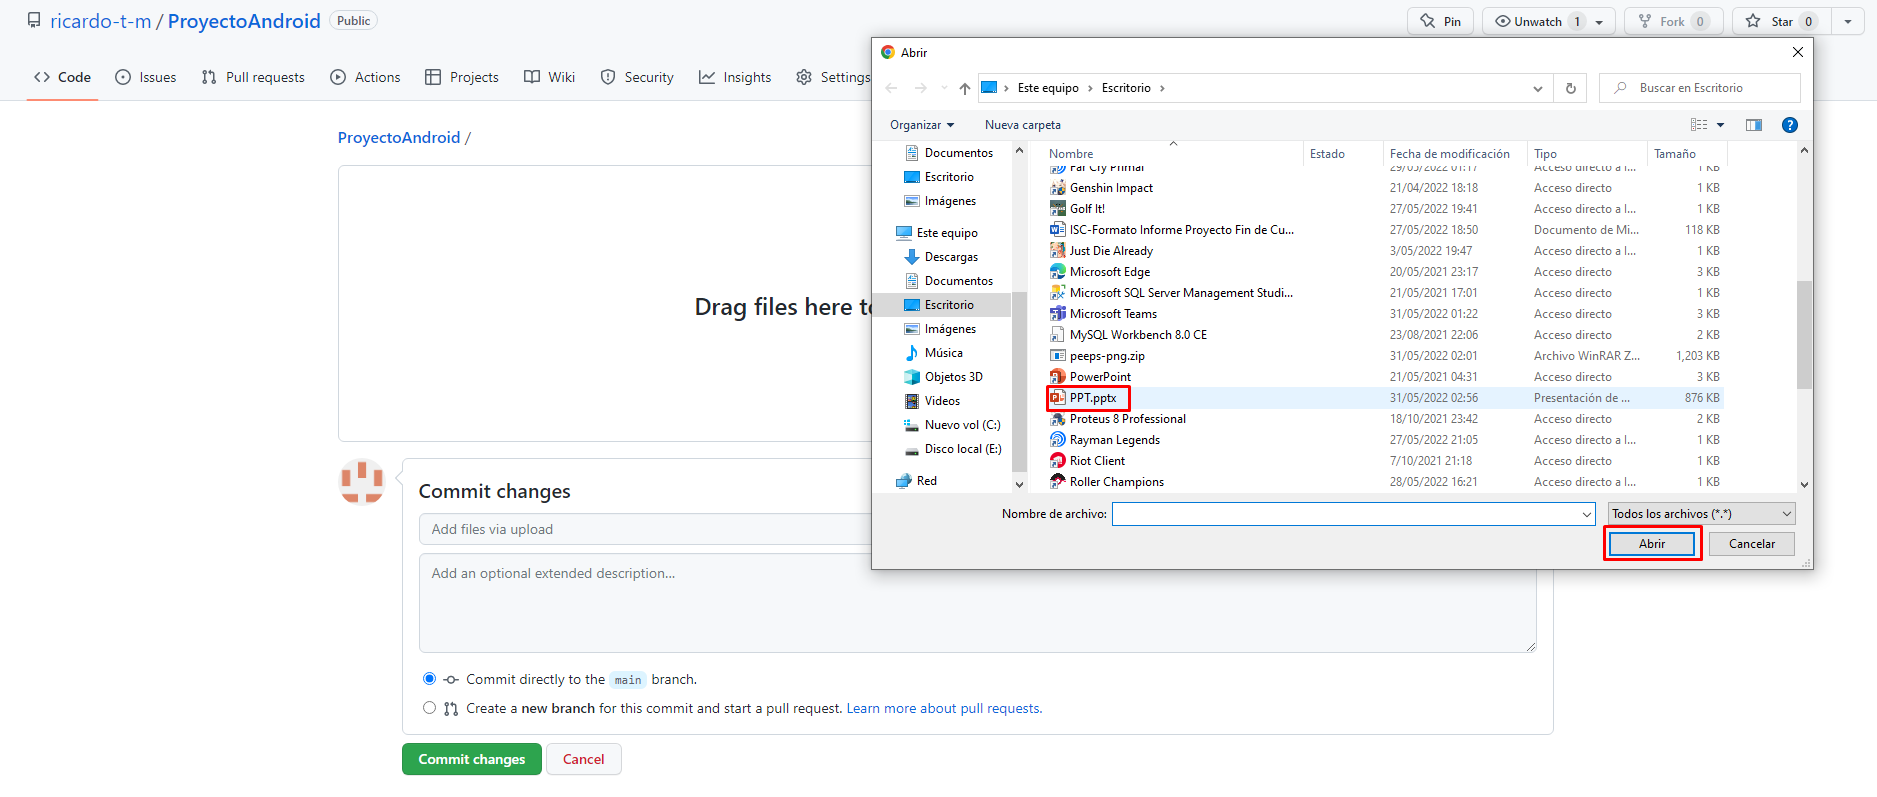 ricardo-t-m / ProyectoAndroid Public
Pin
Unwatch 1
Fork 0
Star 0
Code
Issues
Pull requests
Actions
Projects
Wiki
Security
Insights
Settings
ProyectoAndroid /
Drag files here to
Commit changes
Add files via upload
Add an optional extended description...
Commit directly to the main branch.
Create a new branch for this commit and start a pull request. Learn more about pull requests.
Commit changes
Cancel
Abrir
Este equipo
Escritorio
Buscar en Escritorio
Organizar
Nueva carpeta
?
Documentos
Escritorio
Imágenes
Este equipo
Descargas
Documentos
Escritorio
Imágenes
Música
Objetos 3D
Videos
Nuevo vol (C:)
Disco local (E:)
Red
Nombre Estado Fecha de modificación Tipo Tamaño
Far Cry Primal 29/05/2022 01:17 Acceso directo a I... 1 KB
Genshin Impact 21/04/2022 18:18 Acceso directo 1 KB
Golf It! 27/05/2022 19:41 Acceso directo a I... 1 KB
ISC-Formato Informe Proyecto Fin de Cu... 27/05/2022 18:50 Documento de Mi... 118 KB
Just Die Already 3/05/2022 19:47 Acceso directo a I... 1 KB
Microsoft Edge 20/05/2021 23:17 Acceso directo 3 KB
Microsoft SQL Server Management Studi... 21/05/2021 17:01 Acceso directo 1 KB
Microsoft Teams 31/05/2022 01:22 Acceso directo 3 KB
MySQL Workbench 8.0 CE 23/08/2021 22:06 Acceso directo 2 KB
peeps-png.zip 31/05/2022 02:01 Archivo WinRAR Z... 1,203 KB
PowerPoint 21/05/2021 04:31 Acceso directo 3 KB
PPT.pptx 31/05/2022 02:56 Presentación de ... 876 KB
Proteus 8 Professional 18/10/2021 23:42 Acceso directo 2 KB
Rayman Legends 27/05/2022 21:05 Acceso directo a I... 1 KB
Riot Client 7/10/2021 21:18 Acceso directo 1 KB
Roller Champions 28/05/2022 16:21 Acceso directo a I... 1 KB
Nombre de archivo:
Todos los archivos (*.*)
Abrir
Cancelar